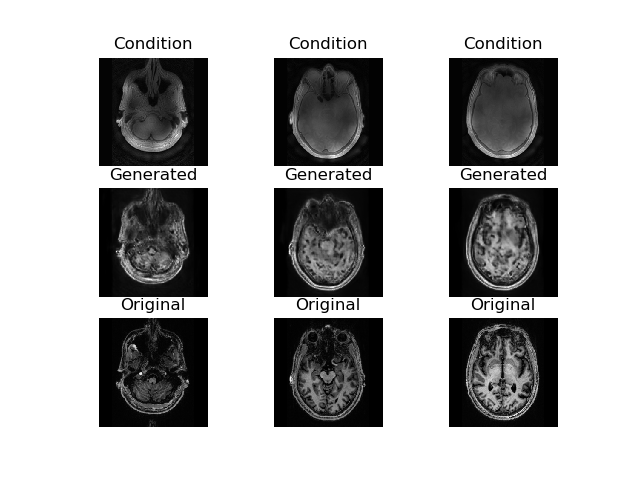 Condition Condition Condition
Generated Generated Generated
Original Original Original